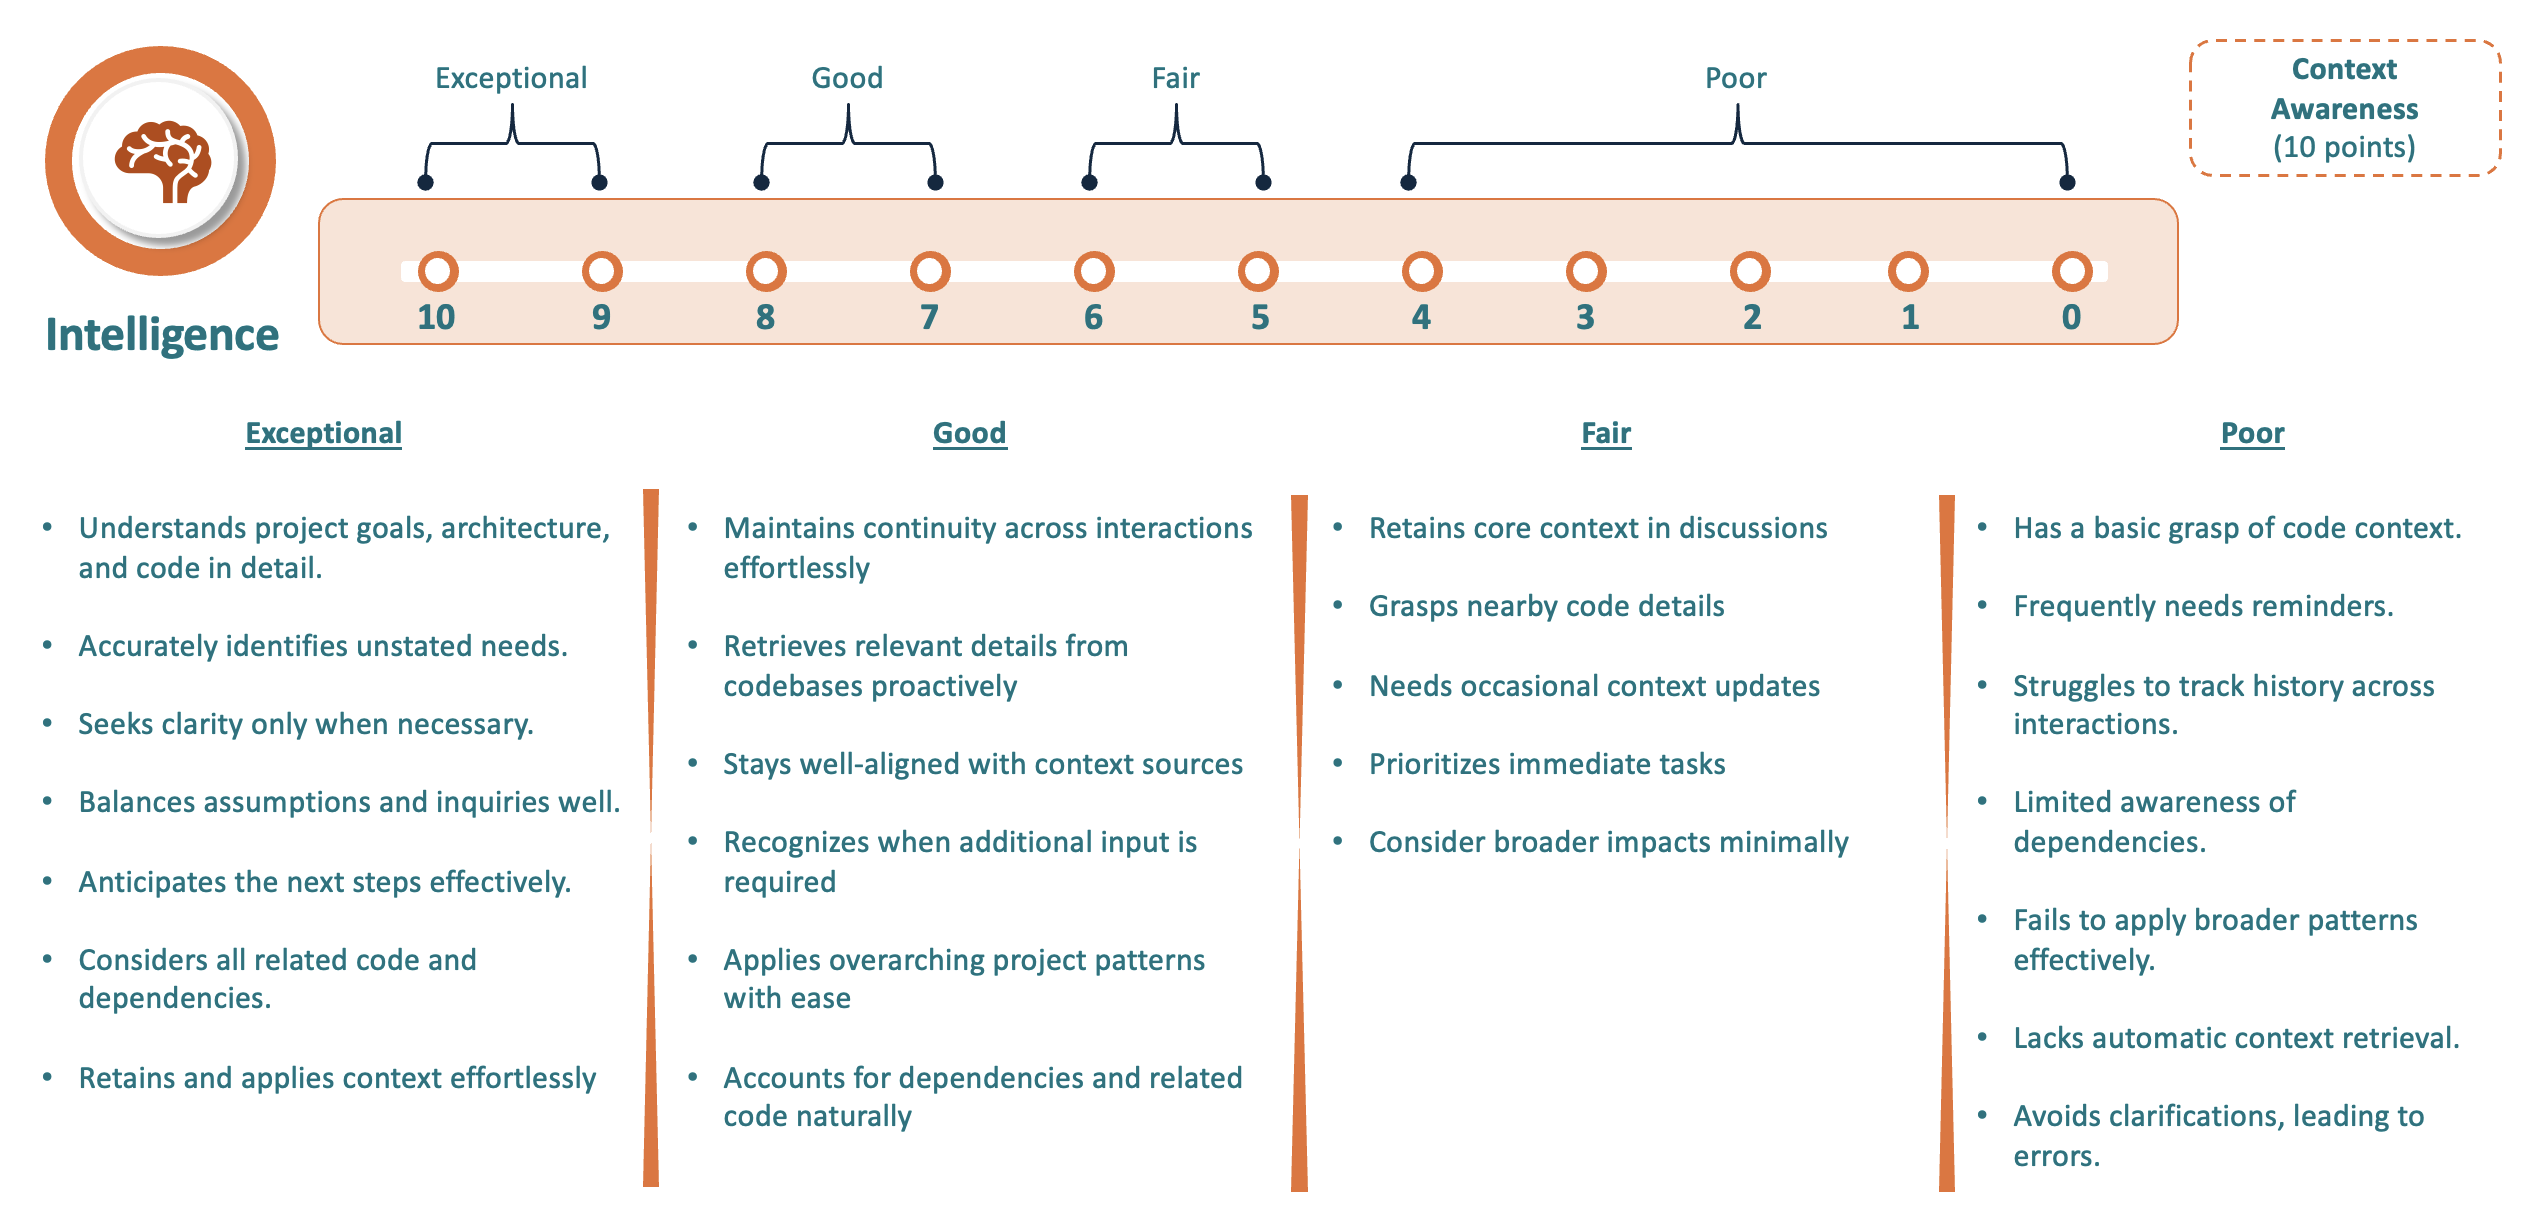 Exceptional
Good
Fair
Poor
Context
Awareness
(10 points)
10
9
8
7
6
5
4
3
2
1
0
Intelligence
Exceptional
• Understands project goals, architecture,
and code in detail.
• Accurately identifies unstated needs.
• Seeks clarity only when necessary.
• Balances assumptions and inquiries well.
• Anticipates the next steps effectively.
• Considers all related code and
dependencies.
• Retains and applies context effortlessly
Good
• Maintains continuity across interactions
effortlessly
• Retrieves relevant details from
codebases proactively
• Stays well-aligned with context sources
• Recognizes when additional input is
required
• Applies overarching project patterns
with ease
• Accounts for dependencies and related
code naturally
Fair
• Retains core context in discussions
• Grasps nearby code details
• Needs occasional context updates
• Prioritizes immediate tasks
• Consider broader impacts minimally
Poor
• Has a basic grasp of code context.
• Frequently needs reminders.
• Struggles to track history across
interactions.
• Limited awareness of
dependencies.
• Fails to apply broader patterns
effectively.
• Lacks automatic context retrieval.
• Avoids clarifications, leading to
errors.